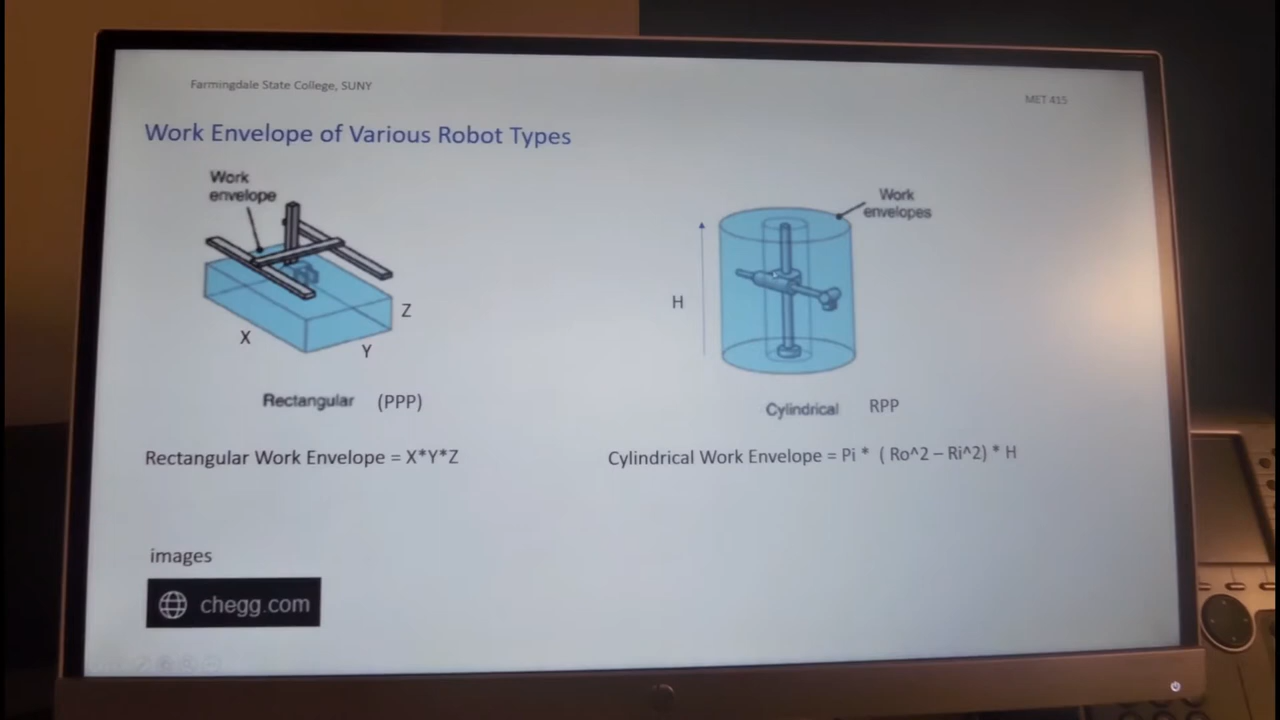 Farmingdale State College, SUNY
MET 415
Work Envelope of Various Robot Types
Work
envelope
Z
X
Y
Rectangular (PPP)
Rectangular Work Envelope = X*Y*Z
Work
envelopes
H
Cylindrical RPP
Cylindrical Work Envelope = Pi * ( Ro^2 – Ri^2) * H
images
chegg.com